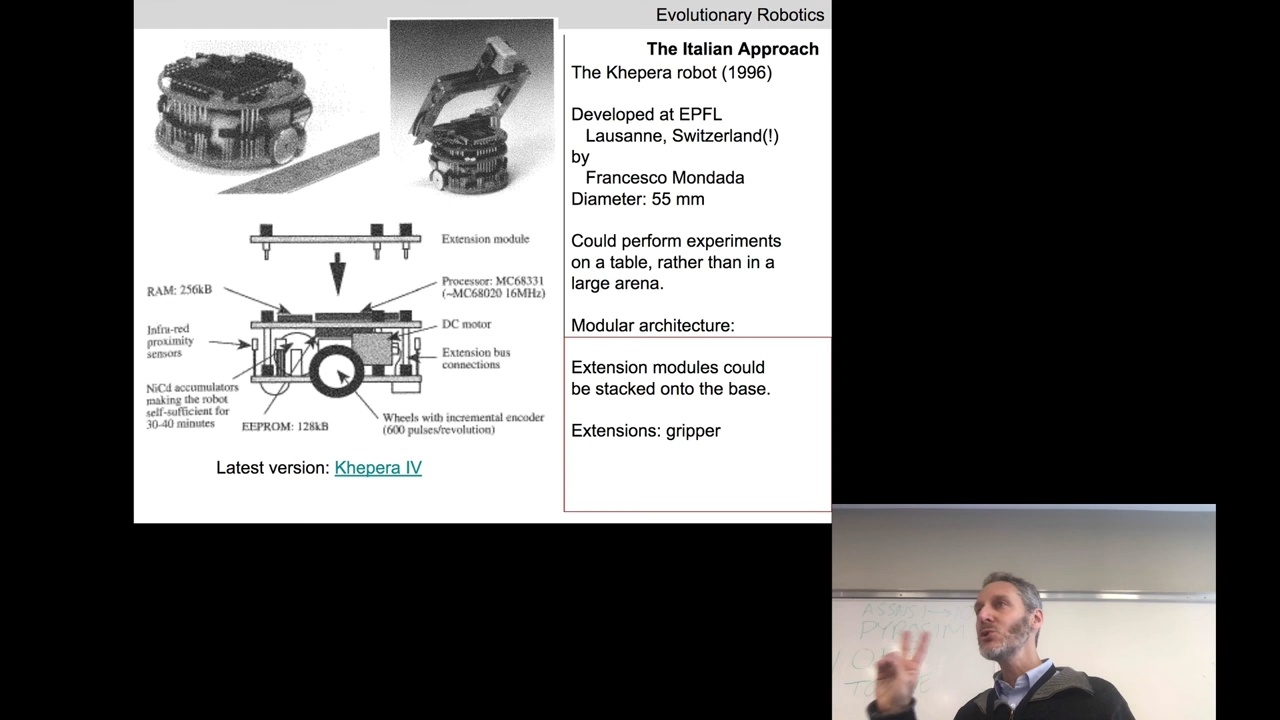 Evolutionary Robotics
The Italian Approach
The Khepera robot (1996)
Developed at EPFL
Lausanne, Switzerland(!)
by
Francesco Mondada
Diameter: 55 mm
Could perform experiments
on a table, rather than in a
large arena.
Modular architecture:
Extension modules could
be stacked onto the base.
Extensions: gripper
Extension module
RAM: 256kB
Processor: MC68331
(~MC68020 16MHz)
Infra-red
proximity
sensors
DC motor
Extension bus
connections
NiCd accumulators
making the robot
self-sufficient for
30-40 minutes
EEPROM: 128kB
Wheels with incremental encoder
(600 pulses/revolution)
Latest version: Khepera IV
PYROSIM